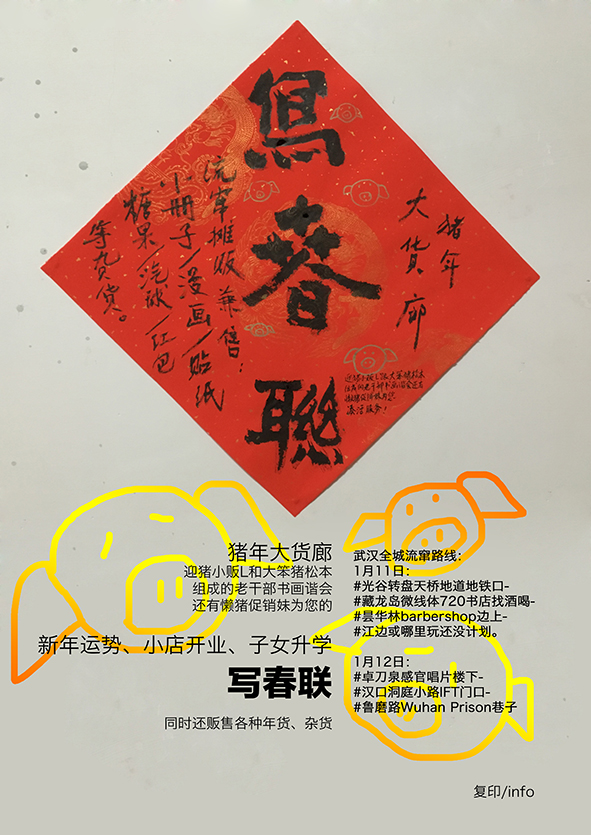 寫春聯
猪年
大货廊
流窜摊贩兼售:
小册子/漫画/贴纸
糖果/汽球/红包
等贵货。
凑活服务!
猪年大货廊
迎猪小贩L和大笨猪松本
组成的老干部书画谐会
还有懒猪促销妹为您的
新年运势、小店开业、子女升学
写春联
同时还贩售各种年货、杂货
武汉全城流窜路线:
1月11日:
#光谷转盘天桥地道地铁口-
#藏龙岛微线体720书店找酒喝-
#昙华林barbershop边上-
#江边或哪里玩还没计划。
1月12日:
#卓刀泉感官唱片楼下-
#汉口洞庭小路IFT门口-
#鲁磨路Wuhan Prison巷子
复印/info